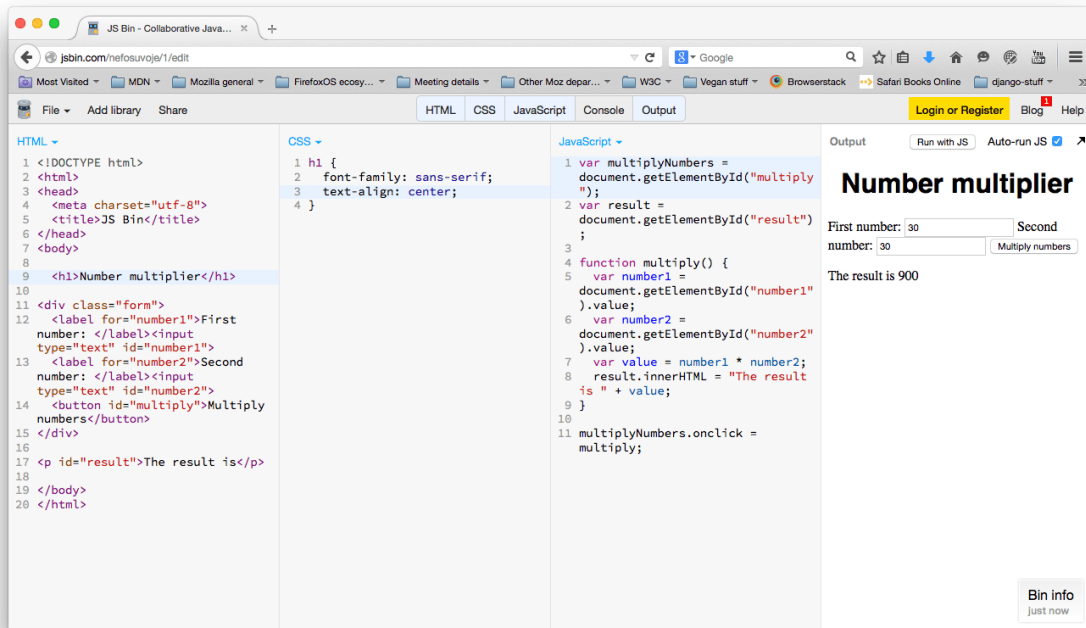 JS Bin - Collaborative Java...
jsbin.com/nefosuvoje/1/edit
Google
Most Visited MDN Mozilla general FirefoxOS ecosy... Meeting details Other Moz depar... W3C Vegan stuff Browserstack Safari Books Online django-stuff
File Add library Share HTML CSS JavaScript Console Output Login or Register Blog 1 Help
HTML
1 <!DOCTYPE html>
2 <html>
3 <head>
4 <meta charset="utf-8">
5 <title>JS Bin</title>
6 </head>
7 <body>
8
9 <h1>Number multiplier</h1>
10
11 <div class="form">
12 <label for="number1">First
number: </label><input
type="text" id="number1">
13 <label for="number2">Second
number: </label><input
type="text" id="number2">
14 <button id="multiply">Multiply
numbers</button>
15 </div>
16
17 <p id="result">The result is</p>
18
19 </body>
20 </html>
CSS
1 h1 {
2 font-family: sans-serif;
3 text-align: center;
4 }
JavaScript
1 var multiplyNumbers =
document.getElementById("multiply
");
2 var result =
document.getElementById("result")
;
3
4 function multiply() {
5 var number1 =
document.getElementById("number1"
).value;
6 var number2 =
document.getElementById("number2"
).value;
7 var value = number1 * number2;
8 result.innerHTML = "The result
is " + value;
9 }
10
11 multiplyNumbers.onclick =
multiply;
Output Run with JS Auto-run JS
Number multiplier
First number: 30 Second
number: 30 Multiply numbers
The result is 900
Bin info
just now